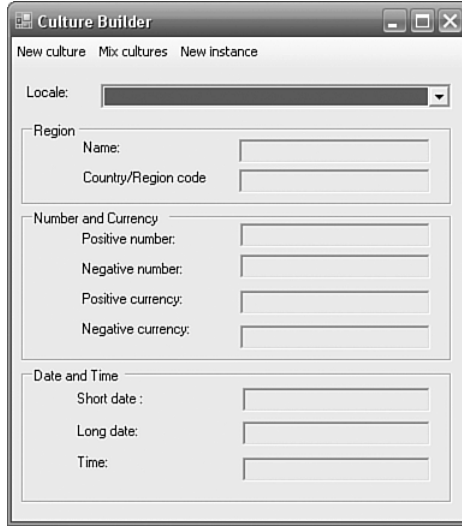 Culture Builder
New culture Mix cultures New instance
Locale:
Region
Name:
Country/Region code
Number and Currency
Positive number:
Negative number:
Positive currency:
Negative currency:
Date and Time
Short date :
Long date:
Time: